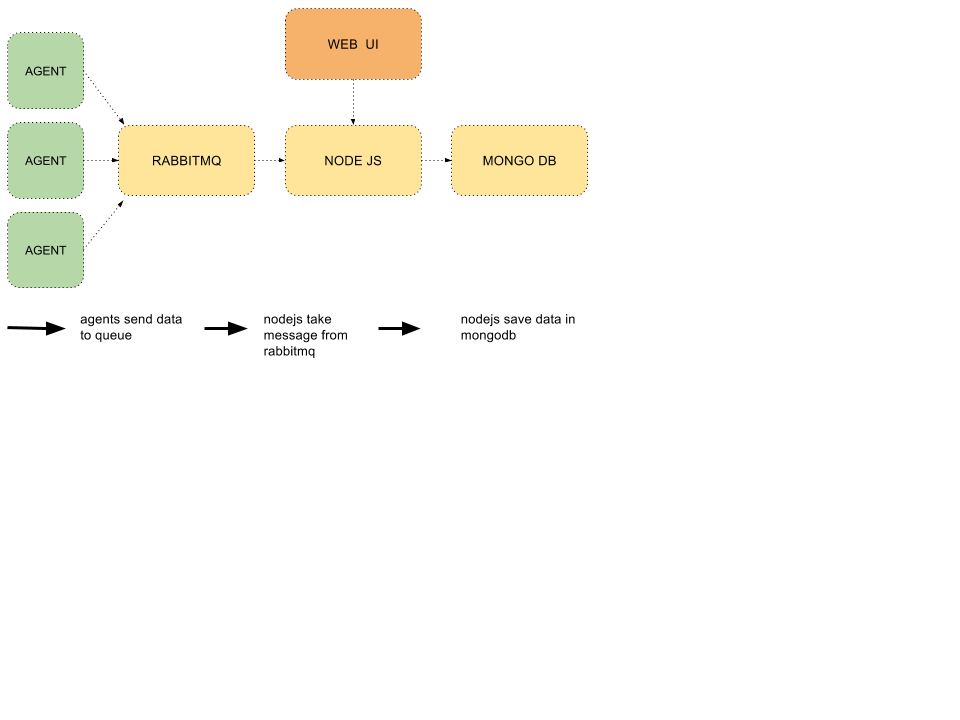 WEB UI
AGENT
AGENT
RABBITMQ
NODE JS
MONGO DB
AGENT
agents send data
to queue
nodejs take
message from
rabbitmq
nodejs save data in
mongodb